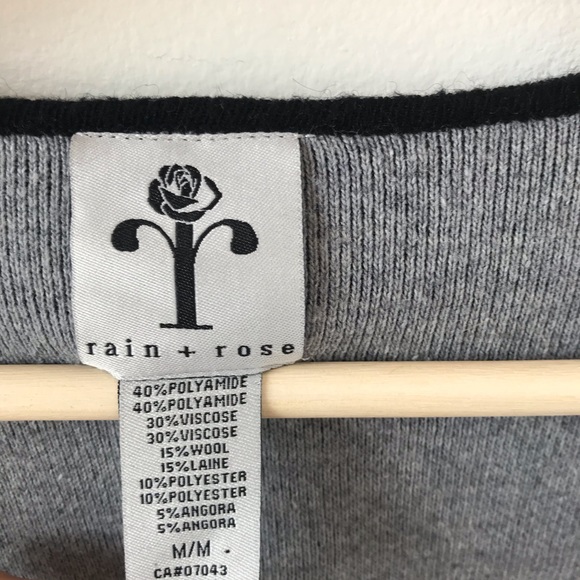 rain + rose
40%POLYAMIDE
40%POLYAMIDE
30%VISCOSE
30%VISCOSE
15%WOOL
15%LAINE
10%POLYESTER
10%POLYESTER
5%ANGORA
5%ANGORA
M/M
CA#07043